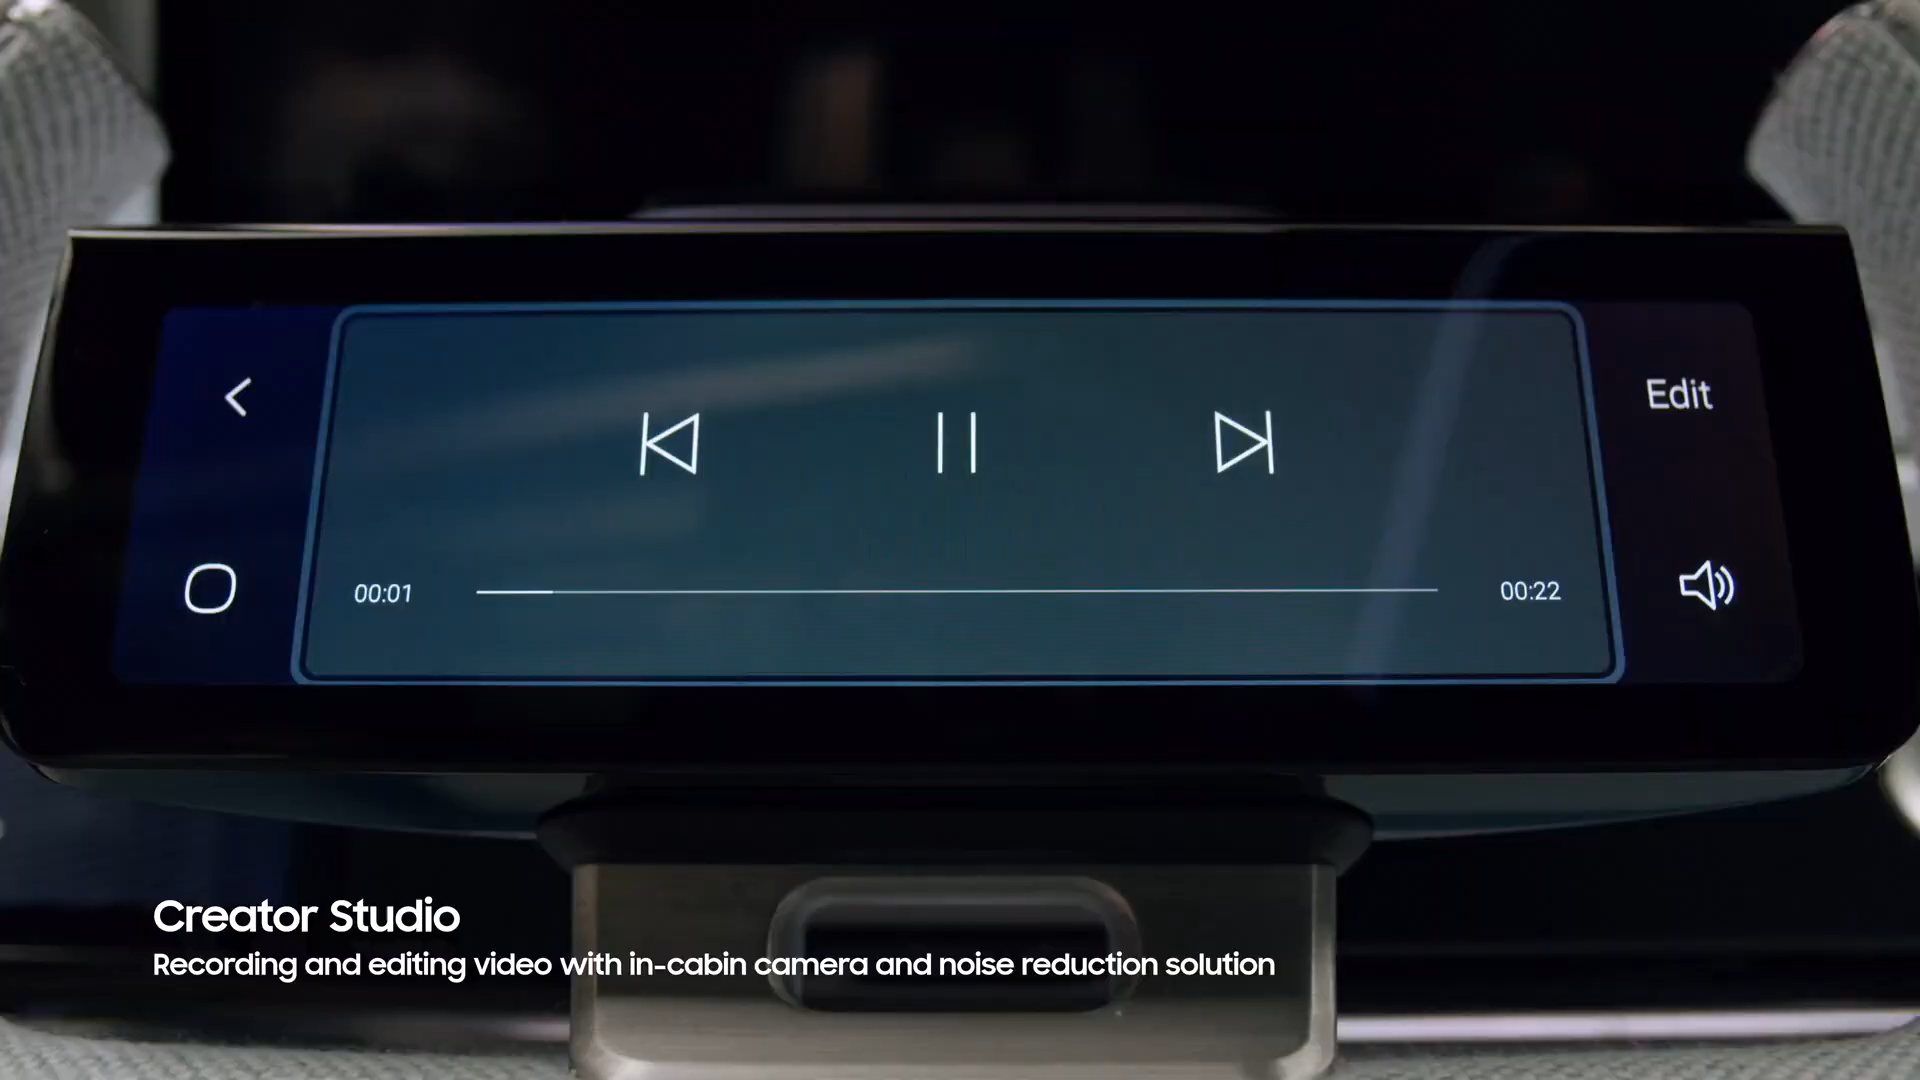 Edit
00:01
00:22
Creator Studio
Recording and editing video with in-cabin camera and noise reduction solution